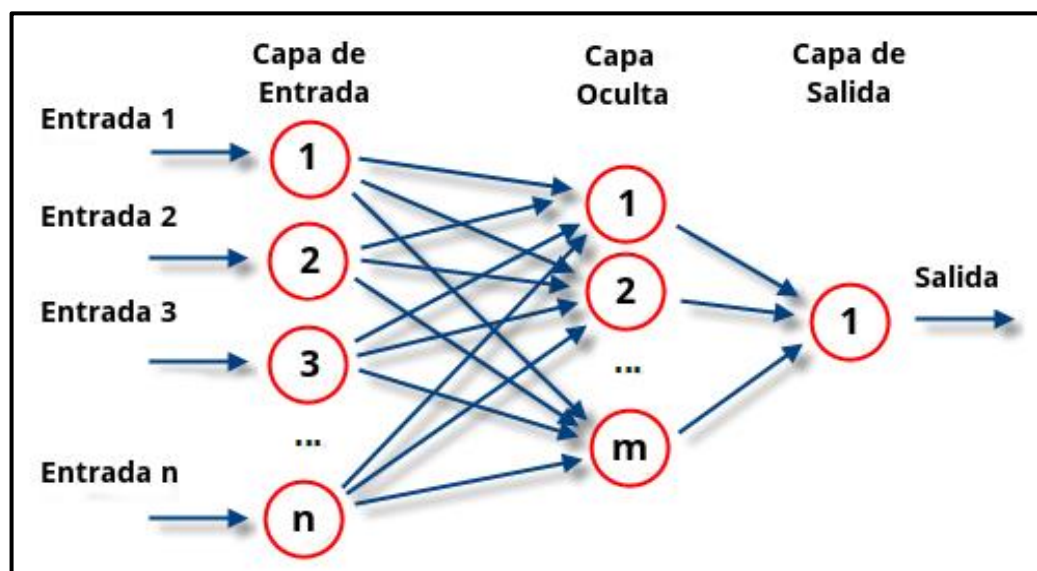 Capa de
Entrada
Capa
Oculta
Capa de
Salida
Entrada 1
1
Entrada 2
2
Entrada 3
3
...
Entrada n
n
1
2
...
m
1
Salida